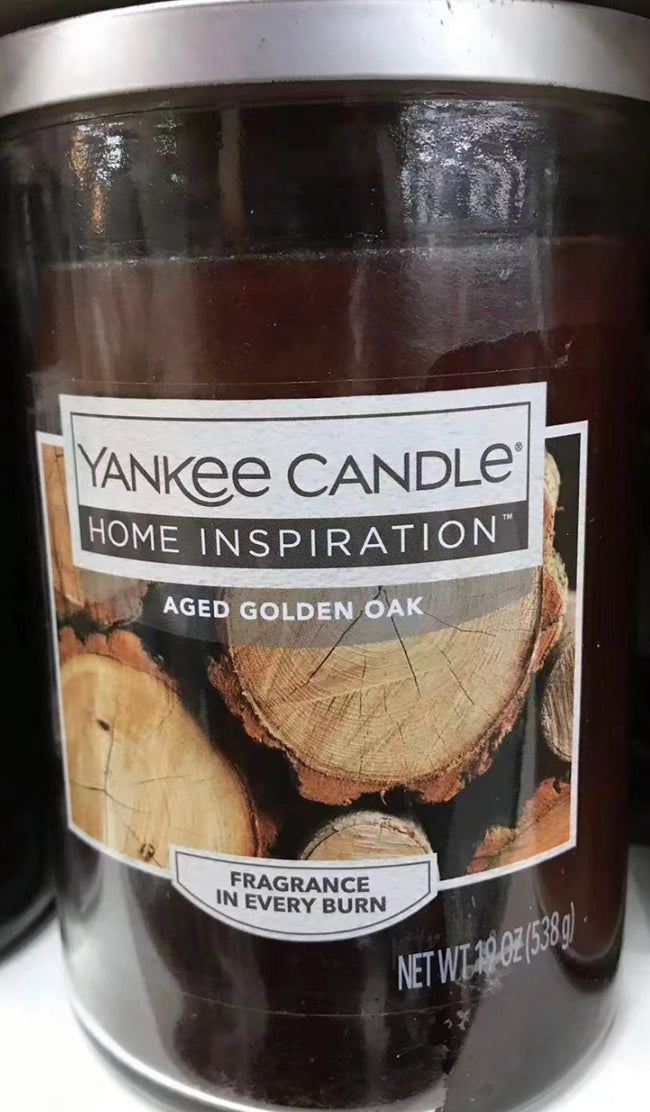 YANKee CANDLe®
HOME INSPIRATION™
AGED GOLDEN OAK
FRAGRANCE
IN EVERY BURN
NET WT 19 OZ (538 g)